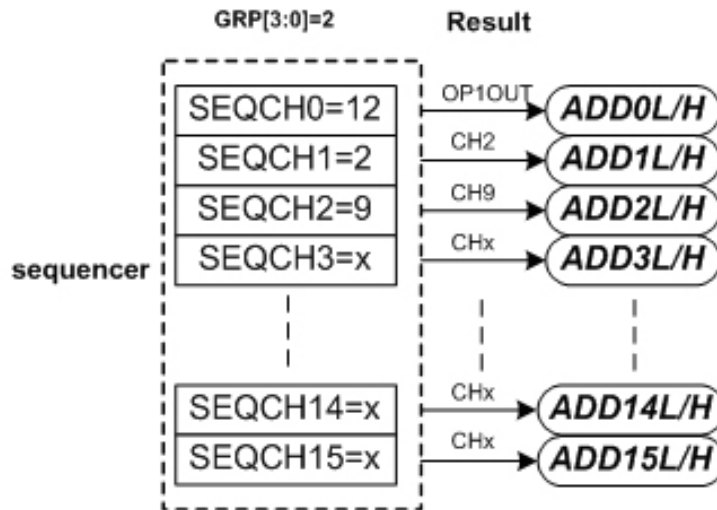 GRP[3:0]=2 Result
SEQCH0=12 OP1OUT ADD0L/H
SEQCH1=2 CH2 ADD1L/H
SEQCH2=9 CH9 ADD2L/H
SEQCH3=x CHx ADD3L/H
sequencer
SEQCH14=x CHx ADD14L/H
SEQCH15=x CHx ADD15L/H